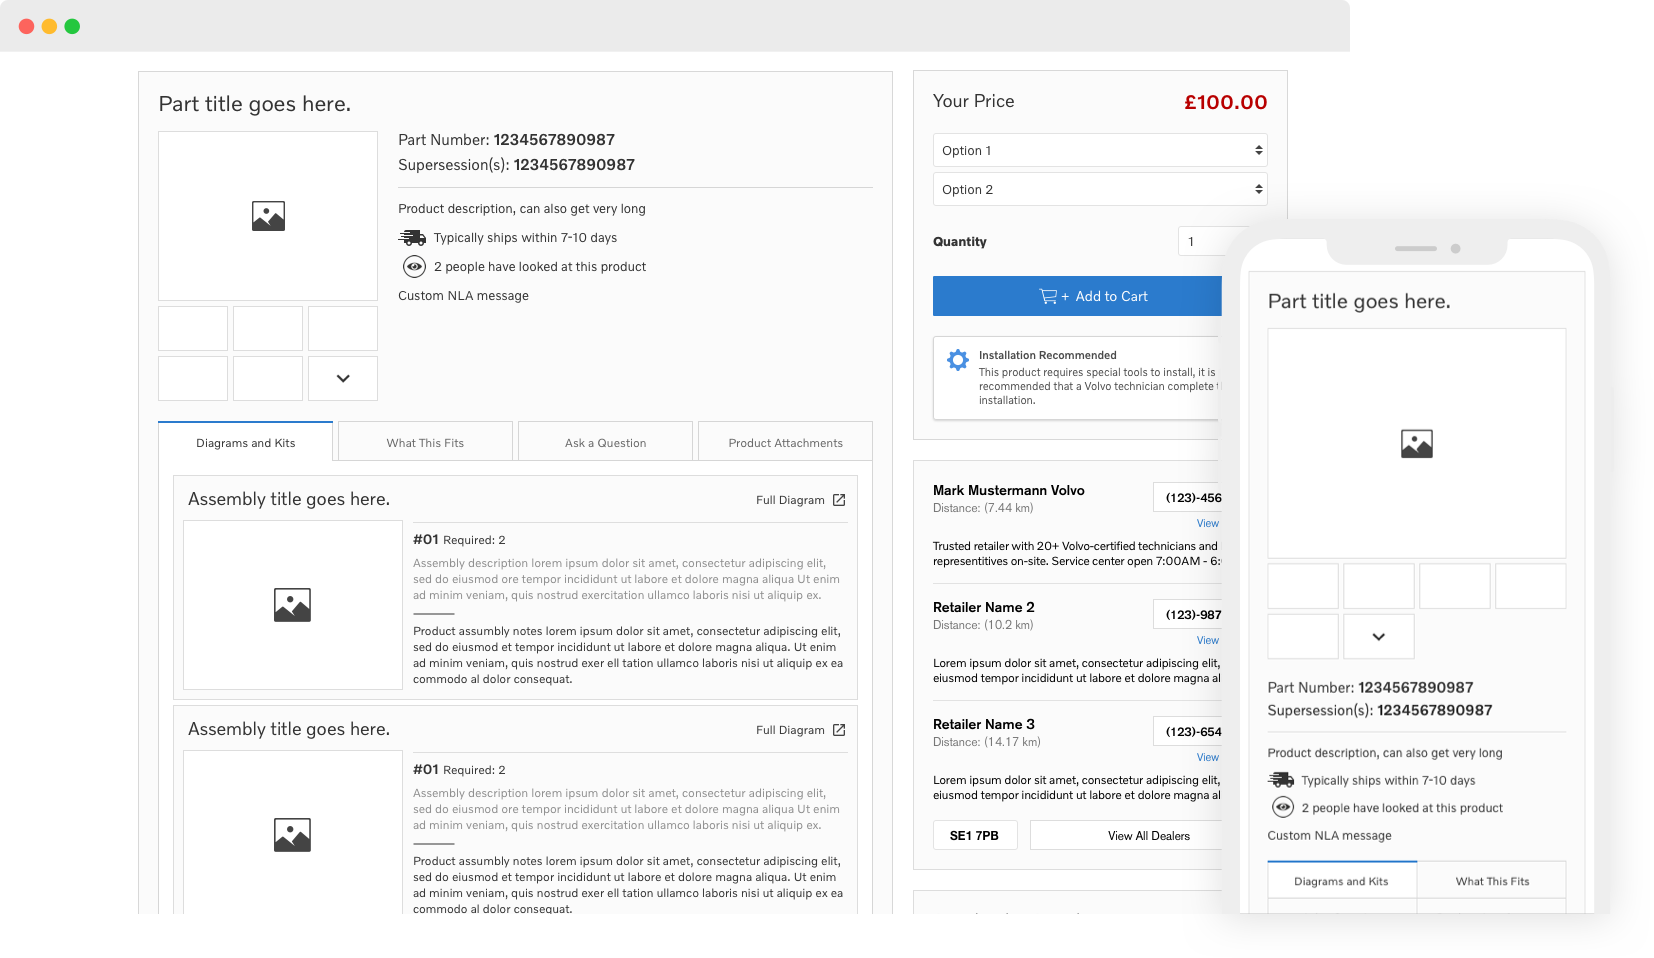 Part title goes here.
Part Number: 1234567890987
Supersession(s): 1234567890987
Product description, can also get very long
Typically ships within 7-10 days
2 people have looked at this product
Custom NLA message
Diagrams and Kits
What This Fits
Ask a Question
Product Attachments
Assembly title goes here.
Full Diagram
#01 Required: 2
Assembly description lorem ipsum dolor sit amet, consectetur adipiscing elit,
sed do eiusmod ore tempor incididunt ut labore et dolore magna aliqua Ut enim
ad minim veniam, quis nostrud exercitation ullamco laboris nisi ut aliquip ex.
Product assumbly notes lorem ipsum dolor sit amet, consectetur adipiscing elit,
sed do eiusmod et tempor incididunt ut labore et dolore magna aliqua. Ut enim
ad minim veniam, quis nostrud exer ell tation ullamco laboris nisi ut aliquip ex ea
commodo al dolor consequat.
Assembly title goes here.
Full Diagram
#01 Required: 2
Assembly description lorem ipsum dolor sit amet, consectetur adipiscing elit,
sed do eiusmod ore tempor incididunt ut labore et dolore magna aliqua Ut enim
ad minim veniam, quis nostrud exercitation ullamco laboris nisi ut aliquip ex.
Product assumbly notes lorem ipsum dolor sit amet, consectetur adipiscing elit,
sed do eiusmod et tempor incididunt ut labore et dolore magna aliqua. Ut enim
ad minim veniam, quis nostrud exer ell tation ullamco laboris nisi ut aliquip ex ea
commodo al dolor consequat.
Your Price
£100.00
Option 1
Option 2
Quantity
1
+ Add to Cart
Installation Recommended
This product requires special tools to install, it is
recommended that a Volvo technician complete
installation.
Mark Mustermann Volvo
(123)-456
Distance: (7.44 km)
View
Trusted retailer with 20+ Volvo-certified technicians and
representitives on-site. Service center open 7:00AM - 6:
Retailer Name 2
(123)-987
Distance: (10.2 km)
View
Lorem ipsum dolor sit amet, consectetur adipiscing elit,
eiusmod tempor incididunt ut labore et dolore magna al
Retailer Name 3
(123)-654
Distance: (14.17 km)
View
Lorem ipsum dolor sit amet, consectetur adipiscing elit,
eiusmod tempor incididunt ut labore et dolore magna al
SE1 7PB
View All Dealers
Part title goes here.
Part Number: 1234567890987
Supersession(s): 1234567890987
Product description, can also get very long
Typically ships within 7-10 days
2 people have looked at this product
Custom NLA message
Diagrams and Kits
What This Fits